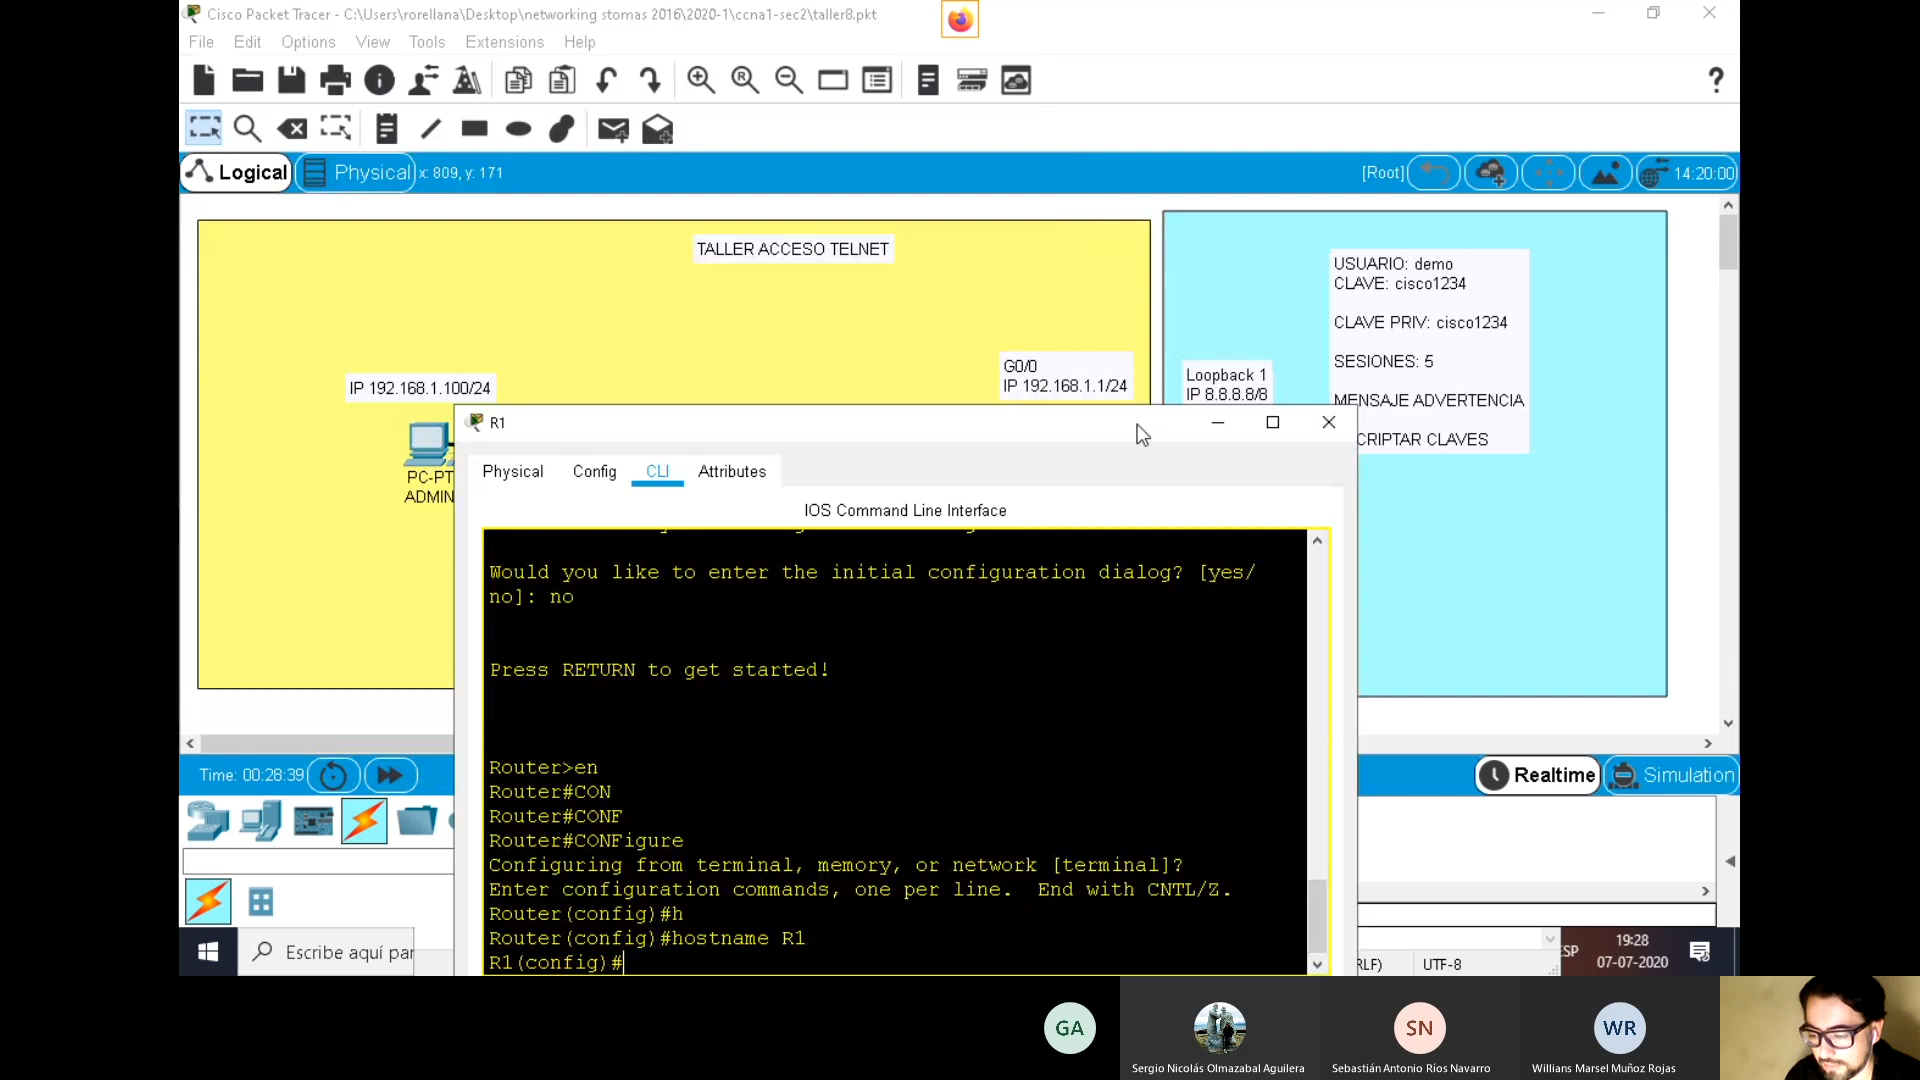 Cisco Packet Tracer - C:\Users\rorellana\Desktop\networking stomas 2016\2020-1\ccna1-sec2\taller8.pkt
File Edit Options View Tools Extensions Help
Logical
Physical
x: 809, y: 171
[Root]
14:20:00
TALLER ACCESO TELNET
USUARIO: demo
CLAVE: cisco1234
CLAVE PRIV: cisco1234
SESIONES: 5
MENSAJE ADVERTENCIA
CRIPTAR CLAVES
G0/0
IP 192.168.1.1/24
Loopback 1
IP 8.8.8.8/8
IP 192.168.1.100/24
PC-PT
ADMIN
R1
Physical Config CLI Attributes
IOS Command Line Interface
Would you like to enter the initial configuration dialog? [yes/
no]: no
Press RETURN to get started!
Router>en
Router#CON
Router#CONF
Router#CONFigure
Configuring from terminal, memory, or network [terminal]?
Enter configuration commands, one per line. End with CNTL/Z.
Router(config)#h
Router(config)#hostname R1
R1(config)#
Time: 00:28:39
Realtime
Simulation
Escribe aquí par
RLF)
UTF-8
ESP
19:28
07-07-2020
GA
SN
WR
Sergio Nicolás Olmazabal Aguilera
Sebastián Antonio Ríos Navarro
Willians Marsel Muñoz Rojas